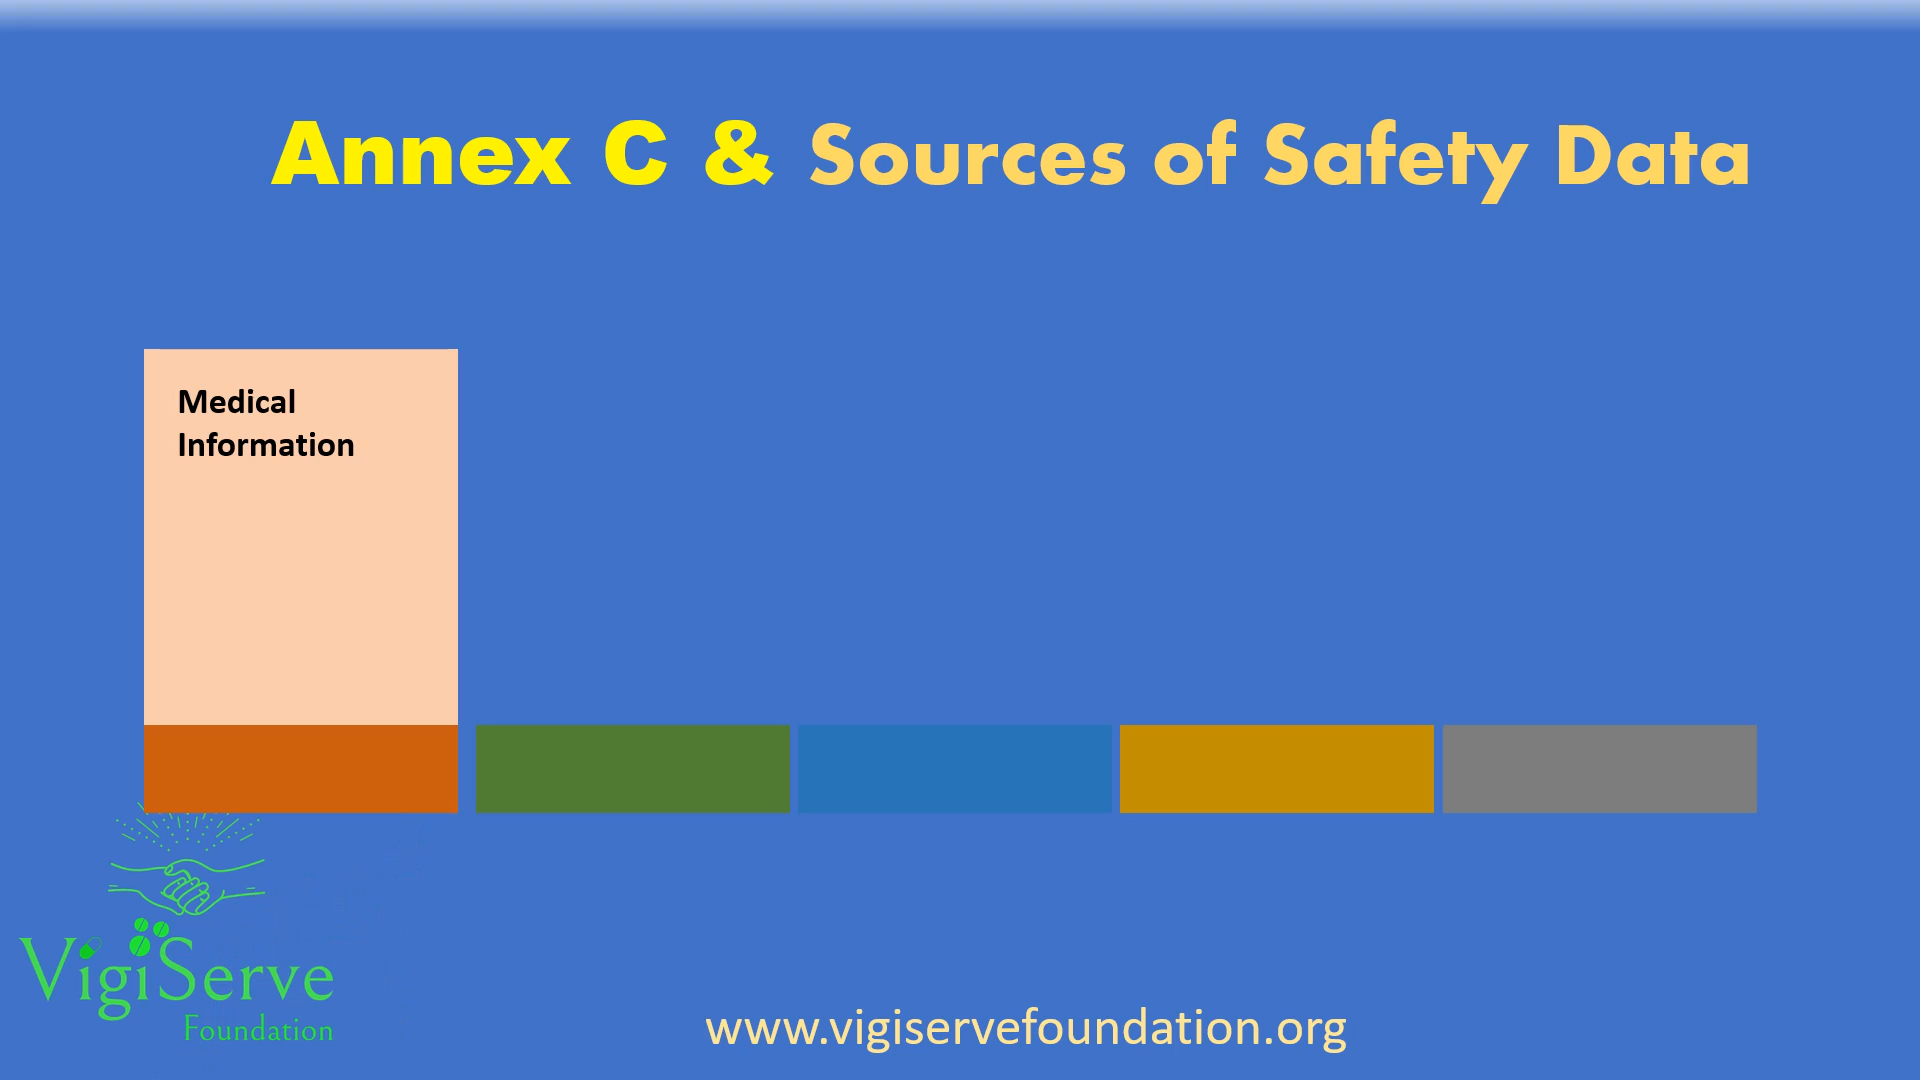 Annex C & Sources of Safety Data
Medical
Information
VigiServe
Foundation
www.vigiservefoundation.org